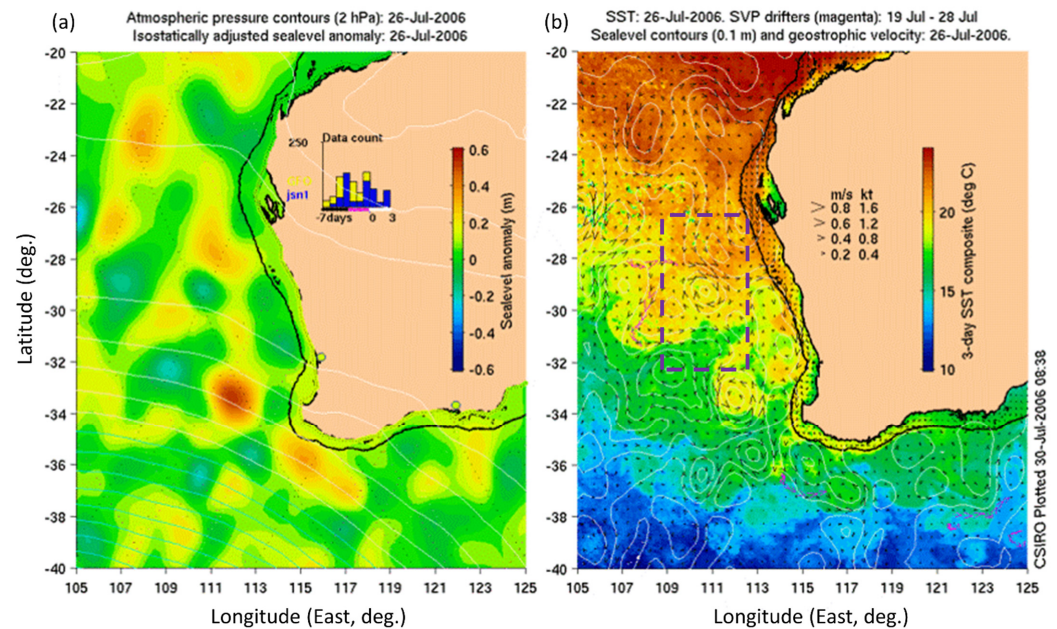 (a)
Atmospheric pressure contours (2 hPa): 26-Jul-2006
Isostatically adjusted sealevel anomaly: 26-Jul-2006
-20
-22
-24
-26
-28
-30
-32
-34
-36
-38
-40
Latitude (deg.)
Data count
250
jsn1
-7days 0 3
0.6
0.4
0.2
0
-0.2
-0.4
-0.6
Sealevel anomaly (m)
105 107 109 111 113 115 117 119 121 123 125
Longitude (East, deg.)
(b)
SST: 26-Jul-2006. SVP drifters (magenta): 19 Jul - 28 Jul
Sealevel contours (0.1 m) and geostrophic velocity: 26-Jul-2006.
-20
-22
-24
-26
-28
-30
-32
-34
-36
-38
-40
m/s kt
0.8 1.6
0.6 1.2
0.4 0.8
0.2 0.4
20
15
10
3-day SST composite (deg C)
105 107 109 111 113 115 117 119 121 123 125
Longitude (East, deg.)
CSIRO Plotted 30-Jul-2006 08:38